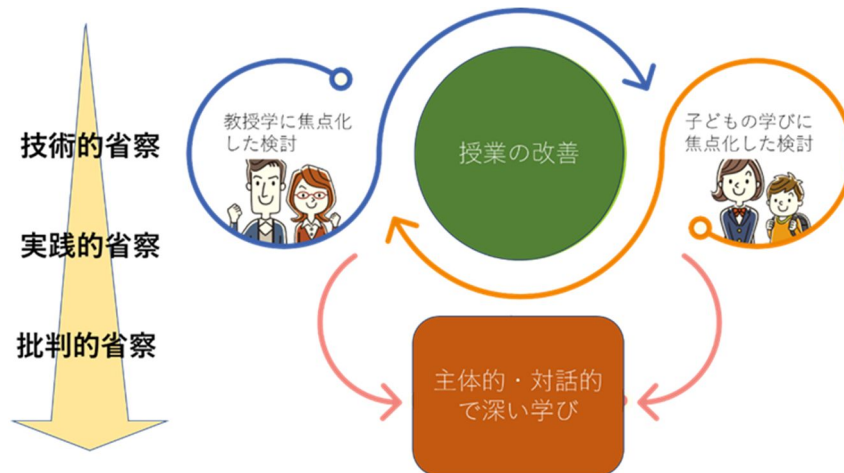 技術的省察
実践的省察
批判的省察
教授学に焦点化
した検討
授業の改善
子どもの学びに
焦点化した検討
主体的・対話的
で深い学び